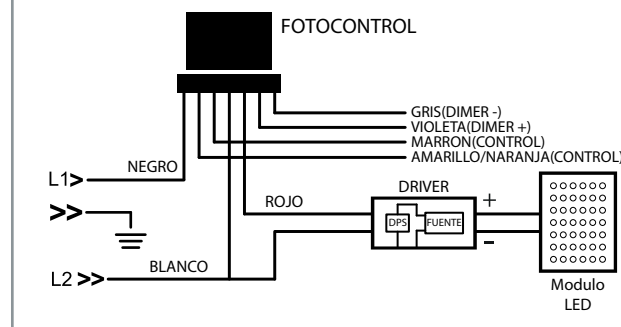 FOTOCONTROL
GRIS(DIMER -)
VIOLETA(DIMER +)
MARRON(CONTROL)
AMARILLO/NARANJA(CONTROL)
NEGRO
L1>
ROJO
DRIVER
+
DPS
FUENTE
-
>>
L2 >>
BLANCO
Modulo
LED